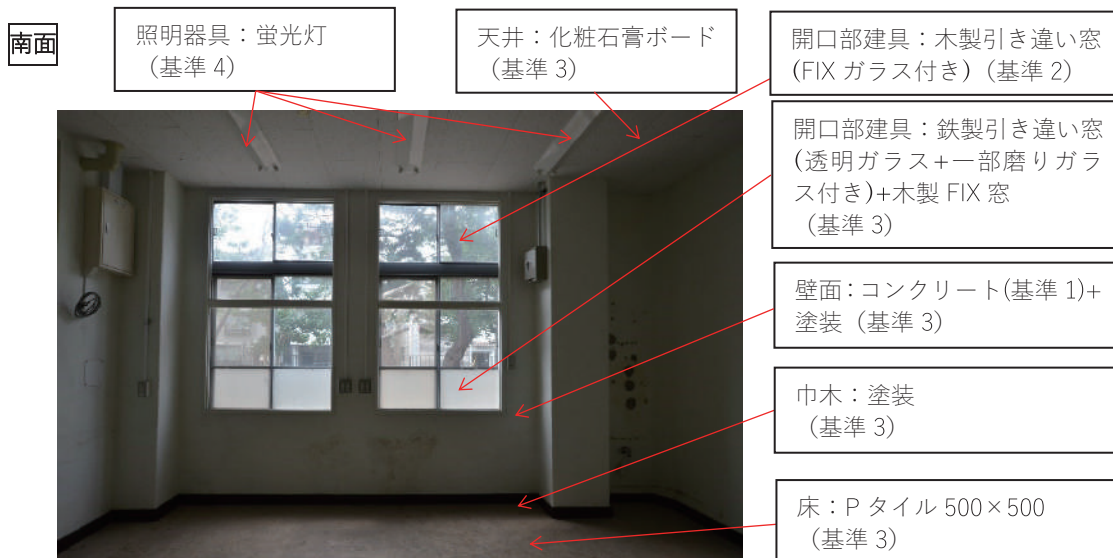 南面
照明器具：蛍光灯
（基準 4）
天井：化粧石膏ボード
（基準 3）
開口部建具：木製引き違い窓
(FIX ガラス付き)（基準 2）
開口部建具：鉄製引き違い窓
(透明ガラス+一部磨りガラ
ス付き)+木製 FIX 窓
（基準 3）
壁面：コンクリート(基準 1)+
塗装（基準 3）
巾木：塗装
（基準 3）
床：P タイル 500×500
（基準 3）